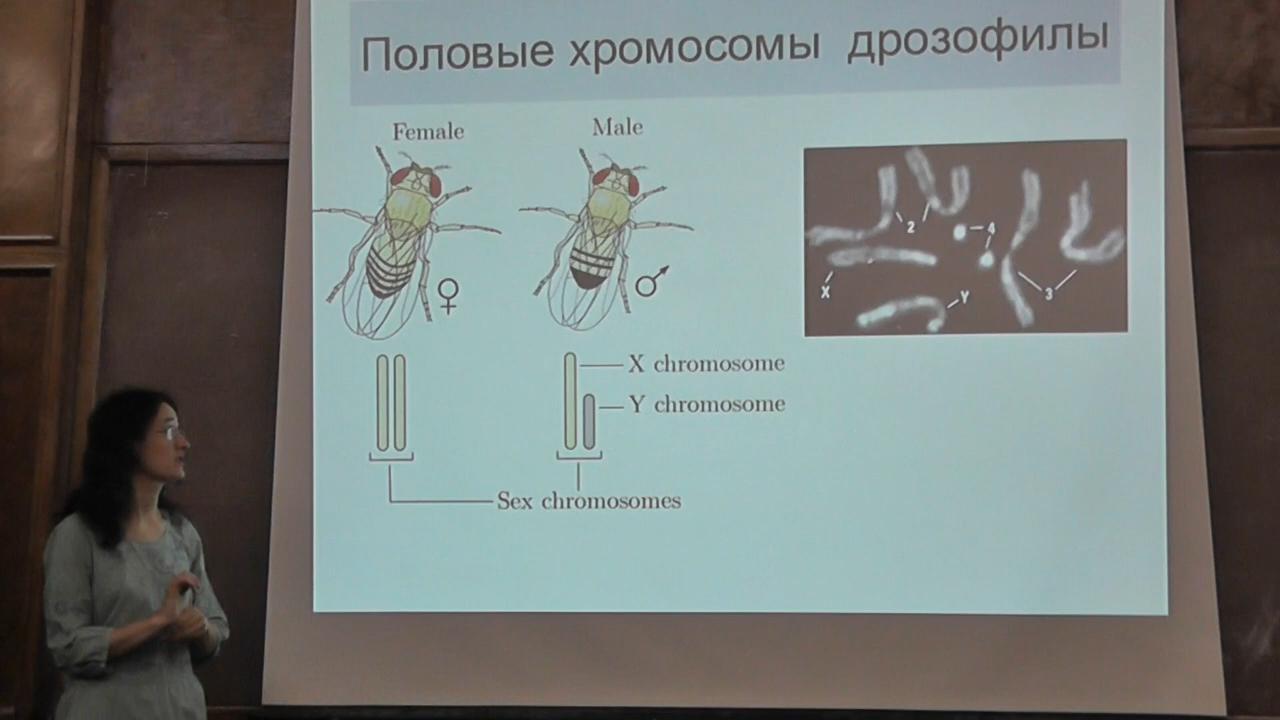 Половые хромосомы дрозофилы
Female
Male
♀
♂
X chromosome
Y chromosome
Sex chromosomes
2
4
X
Y
3